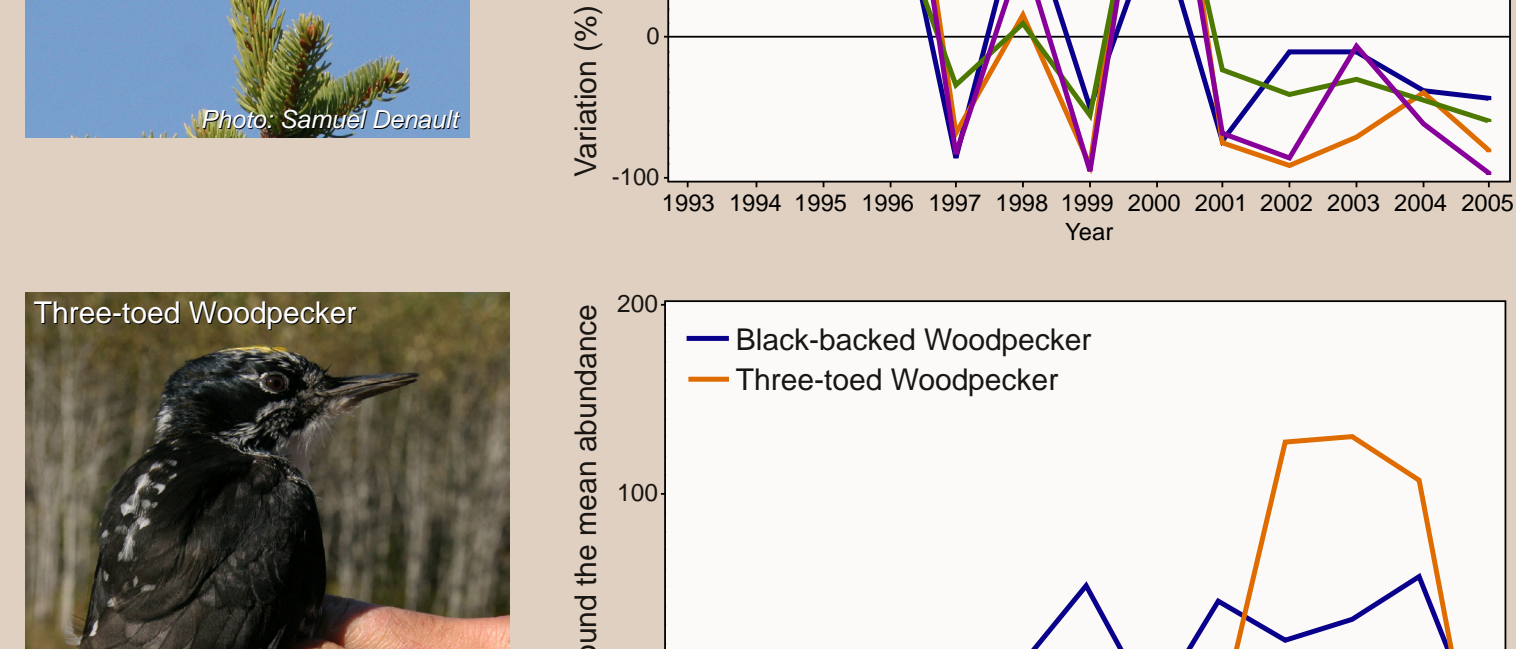 Photo: Samuel Denault
Variation (%)
0
-100
1993 1994 1995 1996 1997 1998 1999 2000 2001 2002 2003 2004 2005
Year
Three-toed Woodpecker
the mean abundance
200
100
Black-backed Woodpecker
Three-toed Woodpecker